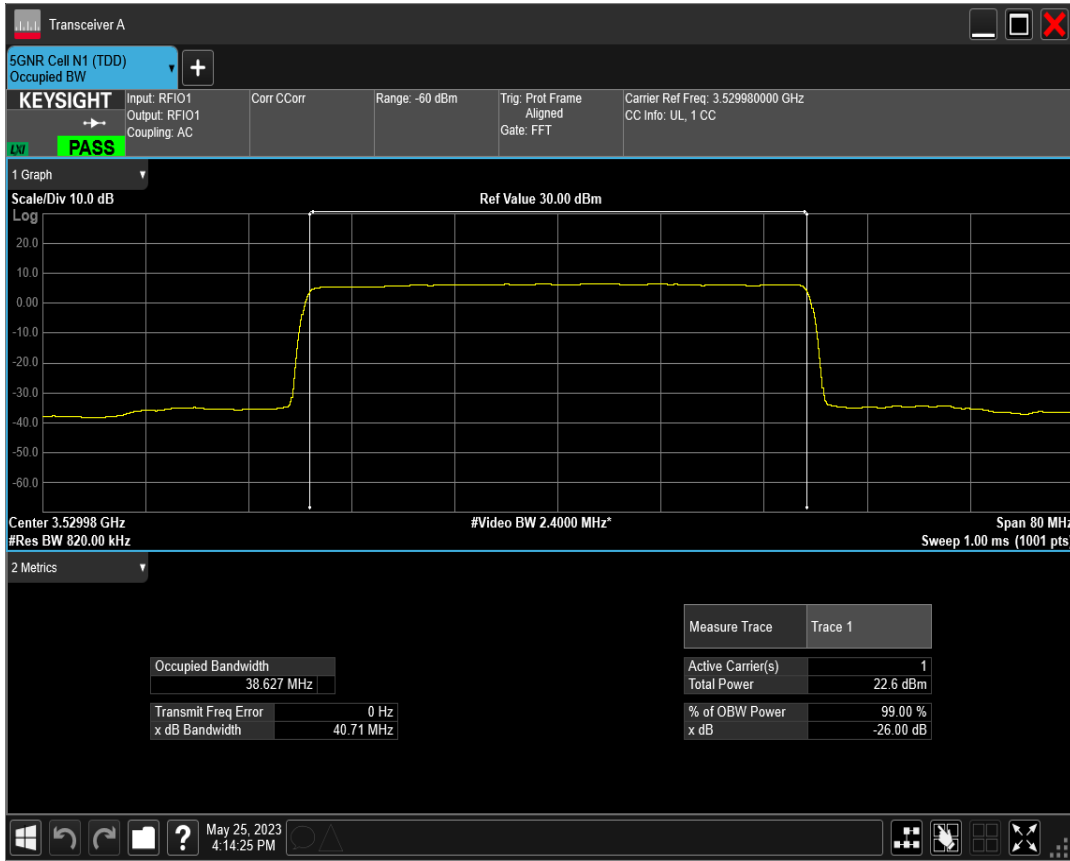 Transceiver A
5GNR Cell N1 (TDD)
Occupied BW
+
KEYSIGHT
LXI
PASS
Input: RFIO1
Output: RFIO1
Coupling: AC
Corr CCorr
Range: -60 dBm
Trig: Prot Frame
Aligned
Gate: FFT
Carrier Ref Freq: 3.529980000 GHz
CC Info: UL, 1 CC
1 Graph
Scale/Div 10.0 dB
Ref Value 30.00 dBm
Log
20.0
10.0
0.00
-10.0
-20.0
-30.0
-40.0
-50.0
-60.0
Center 3.52998 GHz
#Video BW 2.4000 MHz*
Span 80 MHz
#Res BW 820.00 kHz
Sweep 1.00 ms (1001 pts)
2 Metrics
Measure Trace Trace 1
Occupied Bandwidth
38.627 MHz
Active Carrier(s) 1
Total Power 22.6 dBm
Transmit Freq Error 0 Hz
x dB Bandwidth 40.71 MHz
% of OBW Power 99.00 %
x dB -26.00 dB
?
May 25, 2023
4:14:25 PM